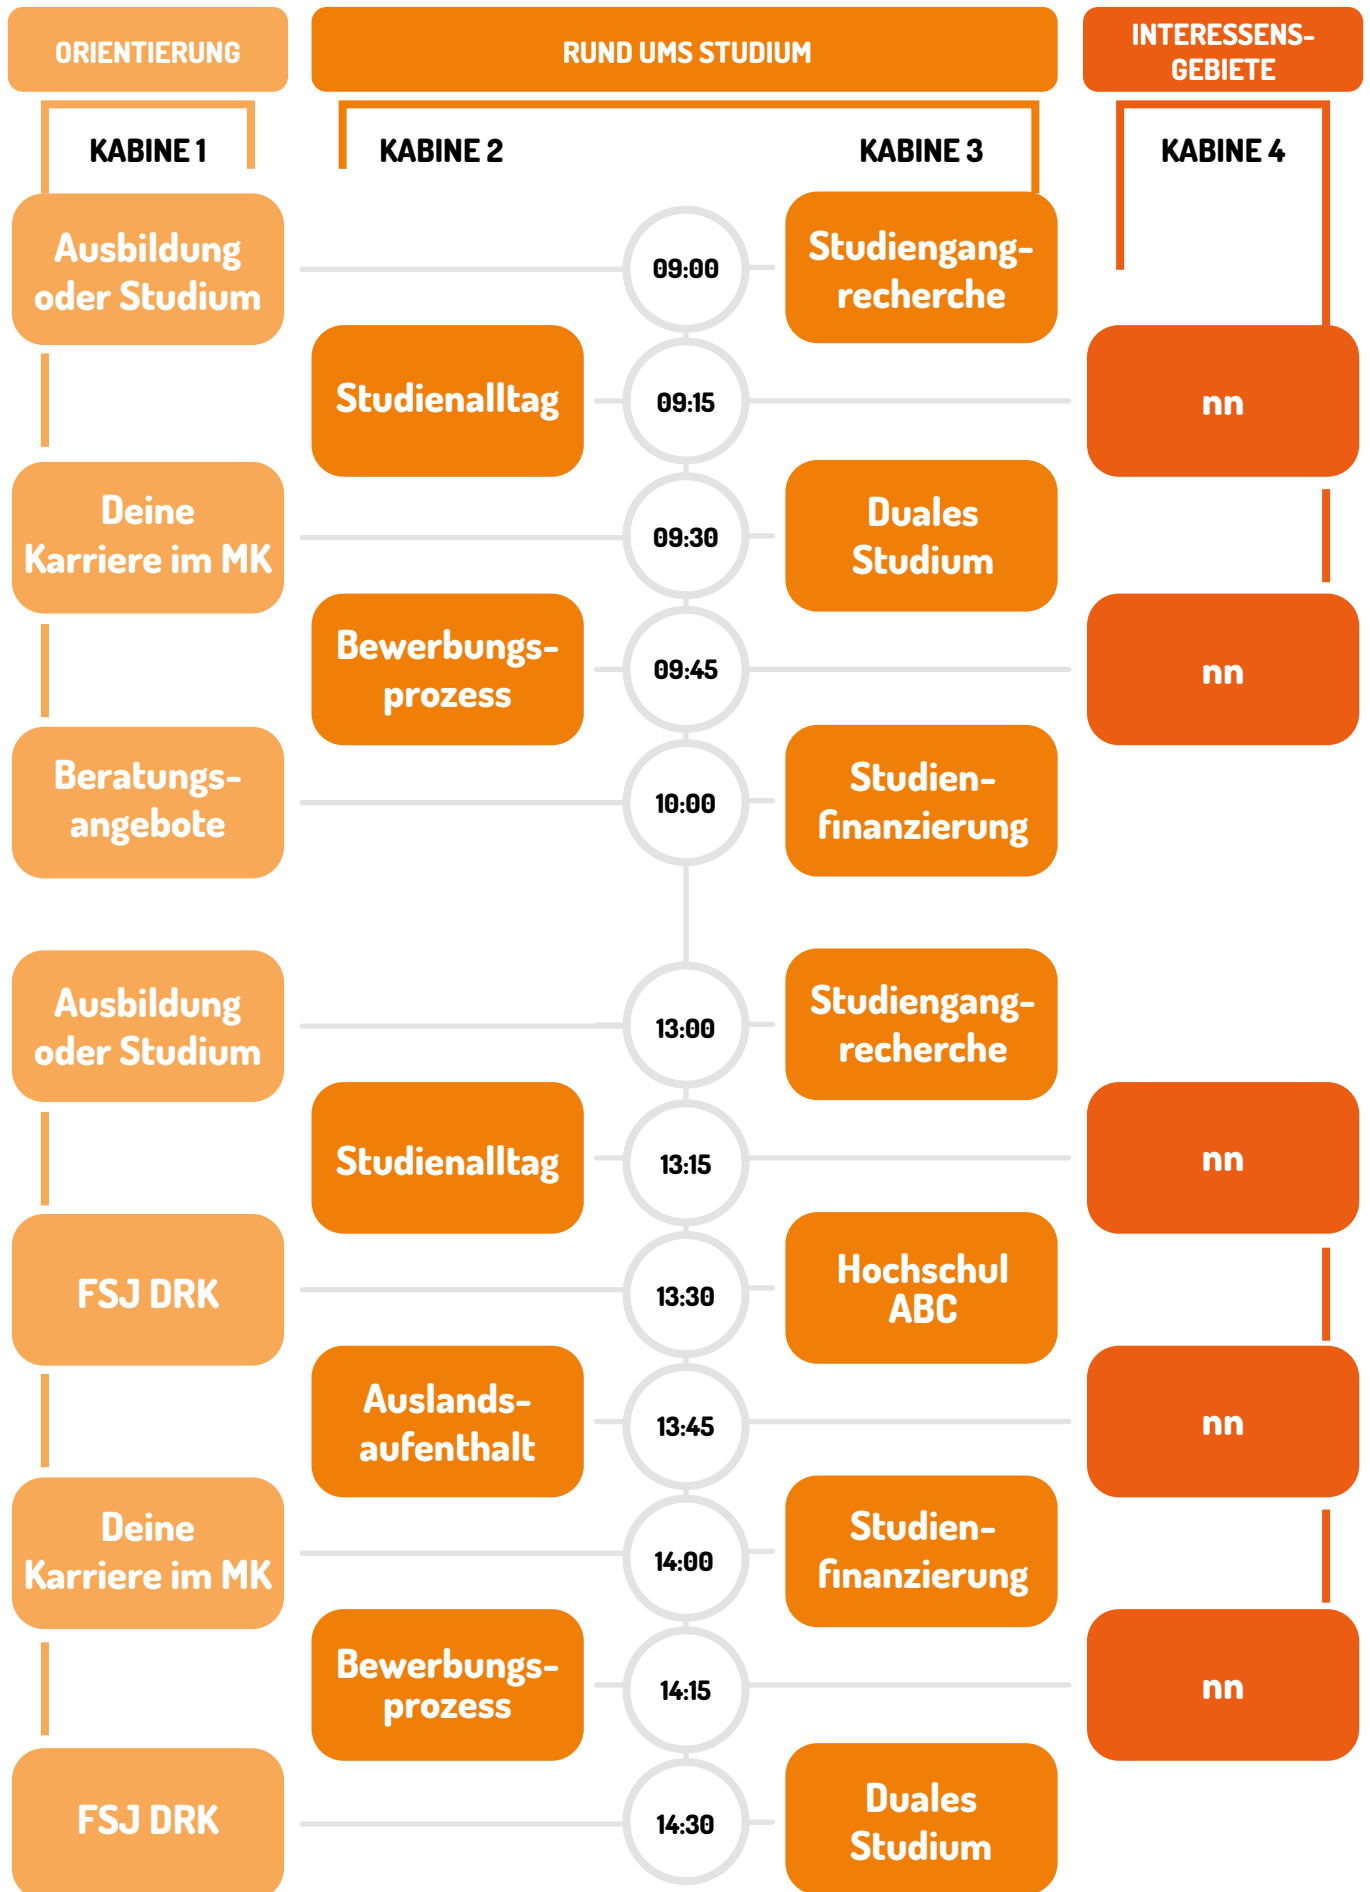 ORIENTIERUNG
RUND UMS STUDIUM
INTERESSENS-
GEBIETE
KABINE 1
KABINE 2
KABINE 3
KABINE 4
Ausbildung
oder Studium
09:00
Studiengang-
recherche
Studienalltag
09:15
nn
Deine
Karriere im MK
09:30
Duales
Studium
Bewerbungs-
prozess
09:45
nn
Beratungs-
angebote
10:00
Studien-
finanzierung
Ausbildung
oder Studium
13:00
Studiengang-
recherche
Studienalltag
13:15
nn
FSJ DRK
13:30
Hochschul
ABC
Auslands-
aufenthalt
13:45
nn
Deine
Karriere im MK
14:00
Studien-
finanzierung
Bewerbungs-
prozess
14:15
nn
FSJ DRK
14:30
Duales
Studium